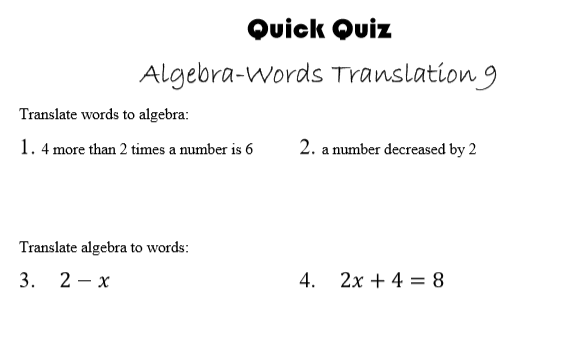 Quick Quiz
Algebra-Words Translation 9
Translate words to algebra:
1. 4 more than 2 times a number is 6
2. a number decreased by 2
Translate algebra to words:
3. 2 − x
4. 2x + 4 = 8